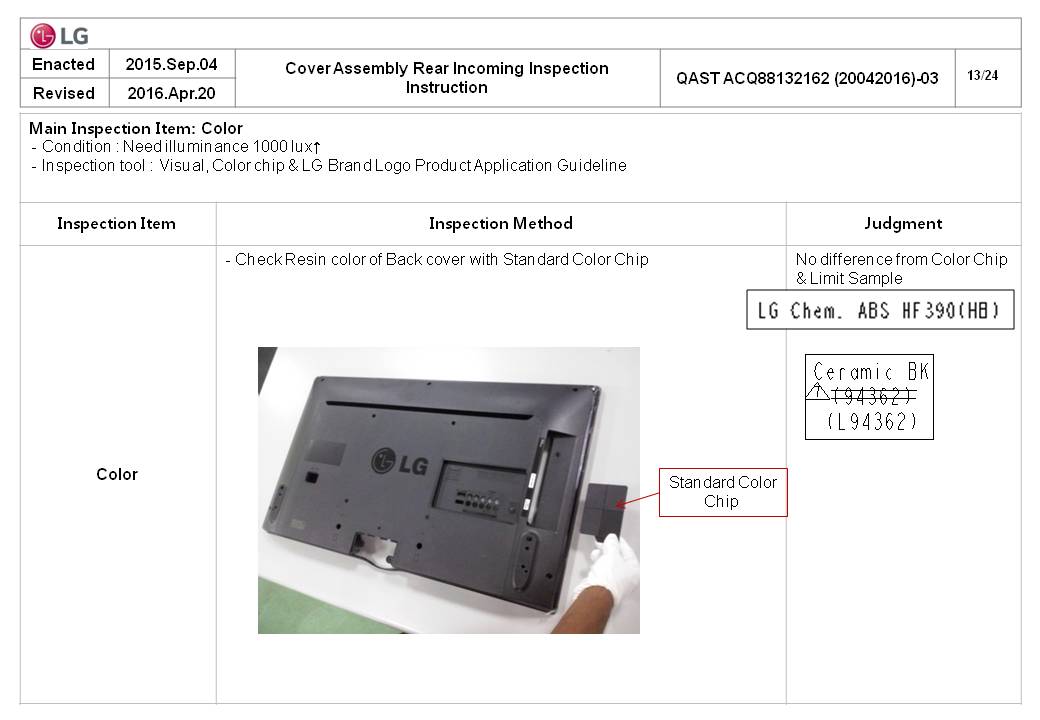 LG
Enacted 2015.Sep.04
Cover Assembly Rear Incoming Inspection
Instruction
QAST ACQ88132162 (20042016)-03
13/24
Revised 2016.Apr.20
Main Inspection Item: Color
- Condition : Need illuminance 1000 lux↑
- Inspection tool : Visual, Color chip & LG Brand Logo Product Application Guideline
Inspection Item Inspection Method Judgment
Color
- Check Resin color of Back cover with Standard Color Chip
LG
Standard Color
Chip
No difference from Color Chip
& Limit Sample
LG Chem. ABS HF390(HB)
Ceramic BK
(94362)
(L94362)